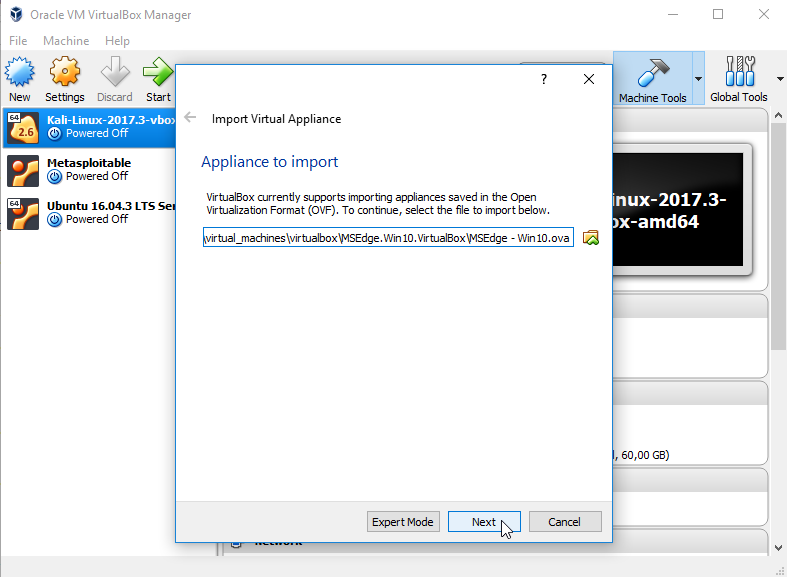 Oracle VM VirtualBox Manager
File Machine Help
New Settings Discard Start
Machine Tools Global Tools
64
2.6
Kali-Linux-2017.3-vbox
Powered Off
Metasploitable
Powered Off
64
Ubuntu 16.04.3 LTS Ser
Powered Off
?
Import Virtual Appliance
Appliance to import
VirtualBox currently supports importing appliances saved in the Open
Virtualization Format (OVF). To continue, select the file to import below.
\virtual_machines\virtualbox\MSEdge.Win10.VirtualBox\MSEdge - Win10.ova
Expert Mode Next Cancel
inux-2017.3-
ox-amd64
, 60,00 GB)
Network